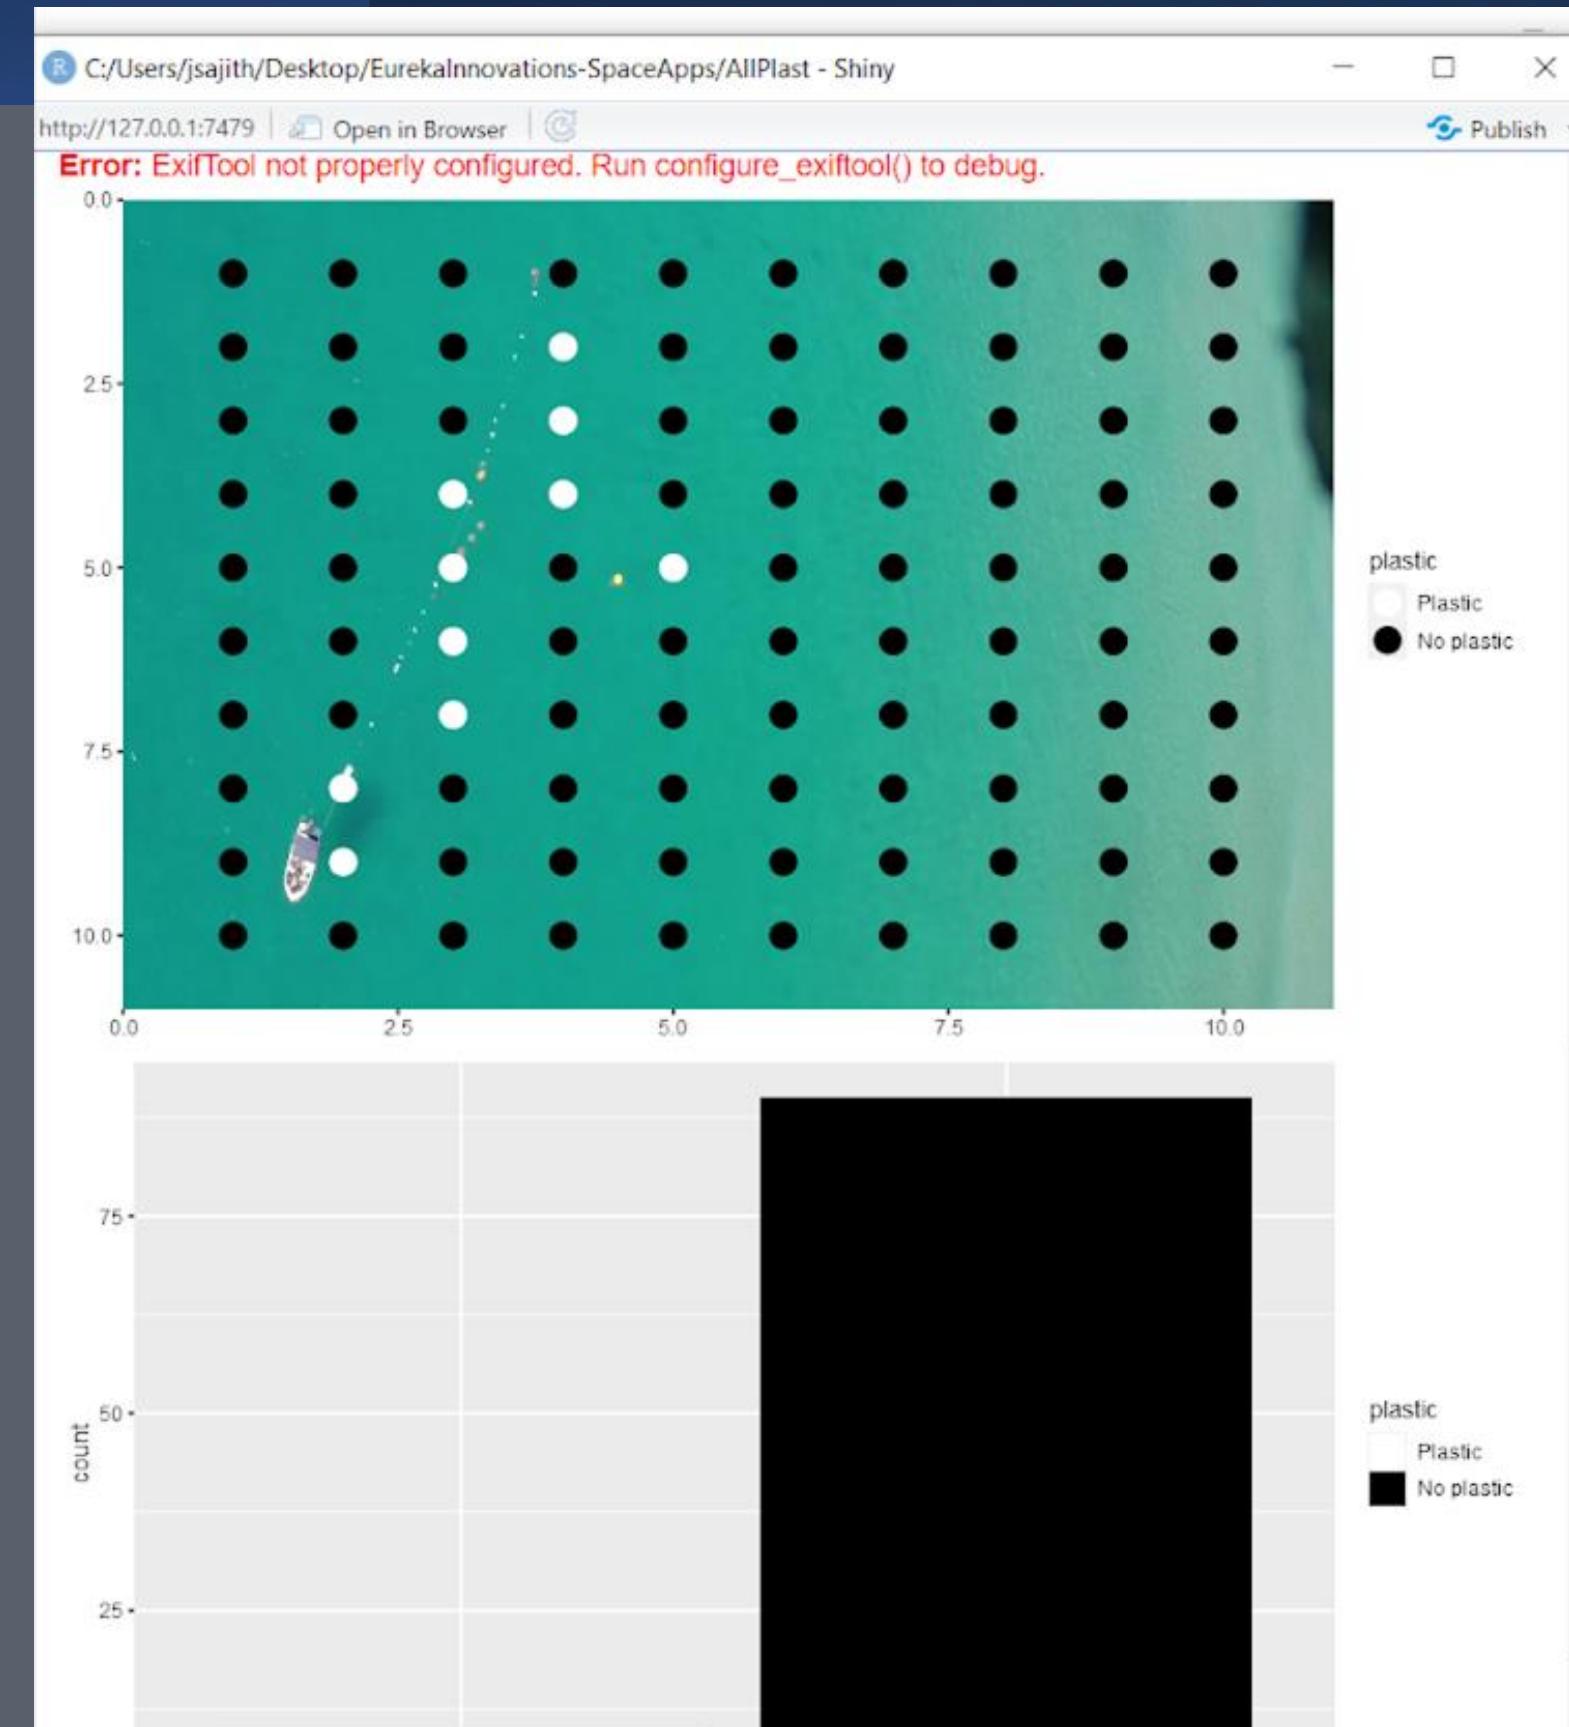 C:/Users/jsajith/Desktop/EurekaInnovations-SpaceApps/AllPlast - Shiny
http://127.0.0.1:7479 Open in Browser Publish
Error: ExifTool not properly configured. Run configure_exiftool() to debug.
0.0
2.5
5.0
7.5
10.0
0.0 2.5 5.0 7.5 10.0
plastic
Plastic
No plastic
75
50
25
count
plastic
Plastic
No plastic